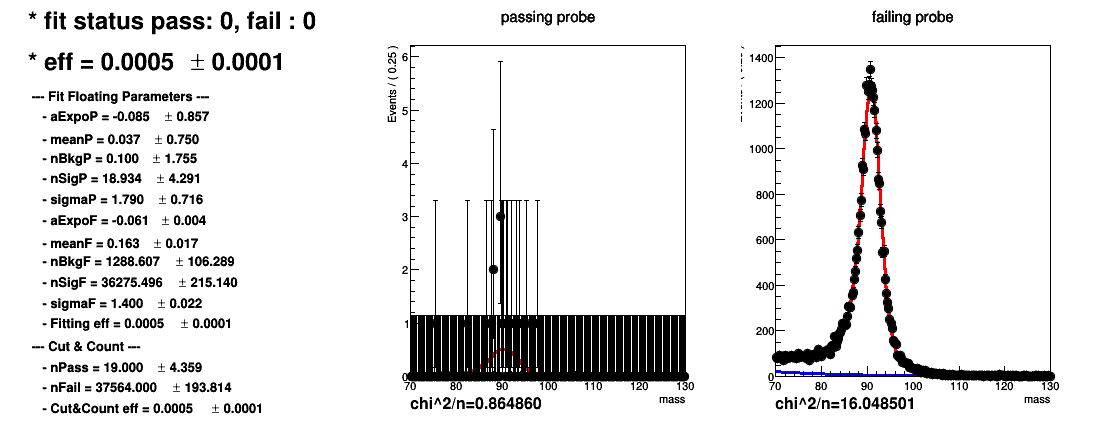 * fit status pass: 0, fail : 0
* eff = 0.0005 ± 0.0001
--- Fit Floating Parameters ---
- aExpoP = -0.085 ± 0.857
- meanP = 0.037 ± 0.750
- nBkgP = 0.100 ± 1.755
- nSigP = 18.934 ± 4.291
- sigmaP = 1.790 ± 0.716
- aExpoF = -0.061 ± 0.004
- meanF = 0.163 ± 0.017
- nBkgF = 1288.607 ± 106.289
- nSigF = 36275.496 ± 215.140
- sigmaF = 1.400 ± 0.022
- Fitting eff = 0.0005 ± 0.0001
--- Cut & Count ---
- nPass = 19.000 ± 4.359
- nFail = 37564.000 ± 193.814
- Cut&Count eff = 0.0005 ± 0.0001
passing probe
Events / ( 0.25 )
6
5
4
3
2
1
0
70 80 90 100 110 120 130
mass
chi^2/n=0.864860
failing probe
1400
1200
1000
800
600
400
200
0
70 80 90 100 110 120 130
mass
chi^2/n=16.048501